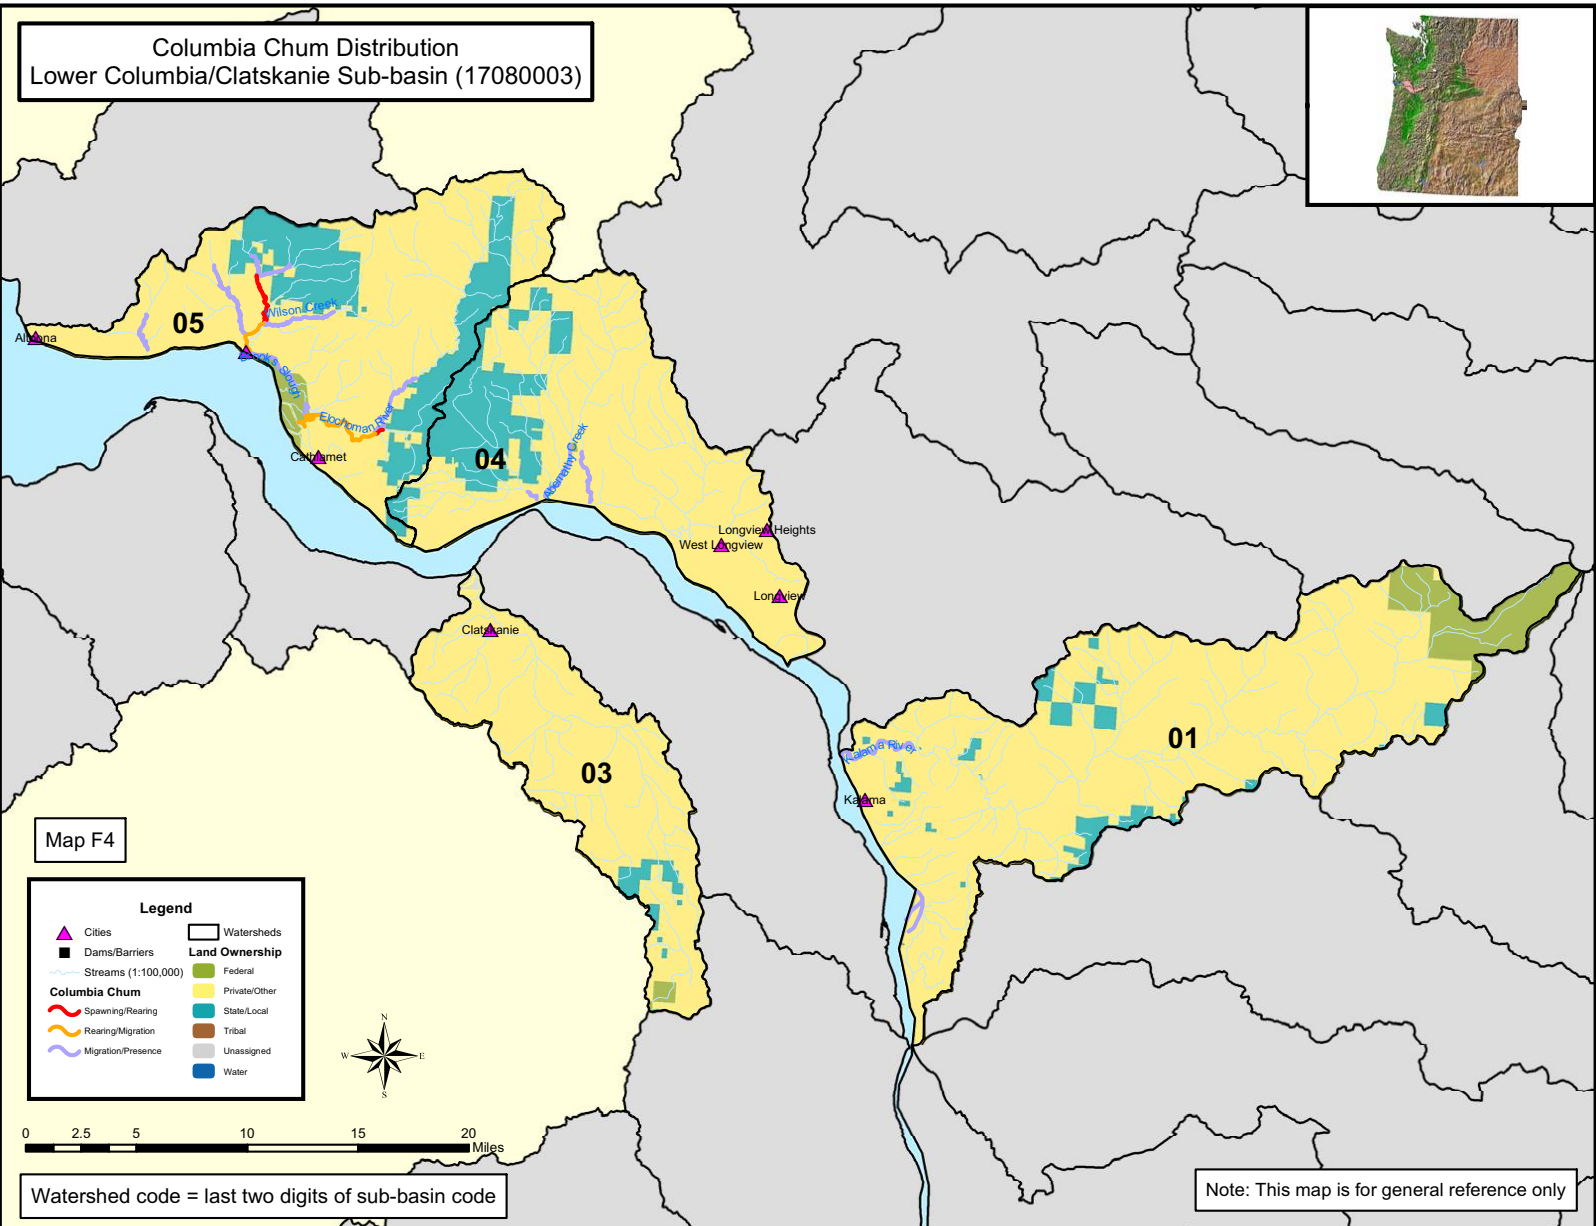 Columbia Chum Distribution
Lower Columbia/Clatskanie Sub-basin (17080003)
05
Wilson Creek
Altoona
Brooks Slough
Elochoman River
Cathlamet
04
Abernathy Creek
Longview Heights
West Longview
Longview
Clatskanie
03
01
Kalama River
Kalama
Map F4
Legend
Cities
Dams/Barriers
Streams (1:100,000)
Columbia Chum
Spawning/Rearing
Rearing/Migration
Migration/Presence
Watersheds
Land Ownership
Federal
Private/Other
State/Local
Tribal
Unassigned
Water
N
W
E
S
0 2.5 5 10 15 20
Miles
Watershed code = last two digits of sub-basin code
Note: This map is for general reference only